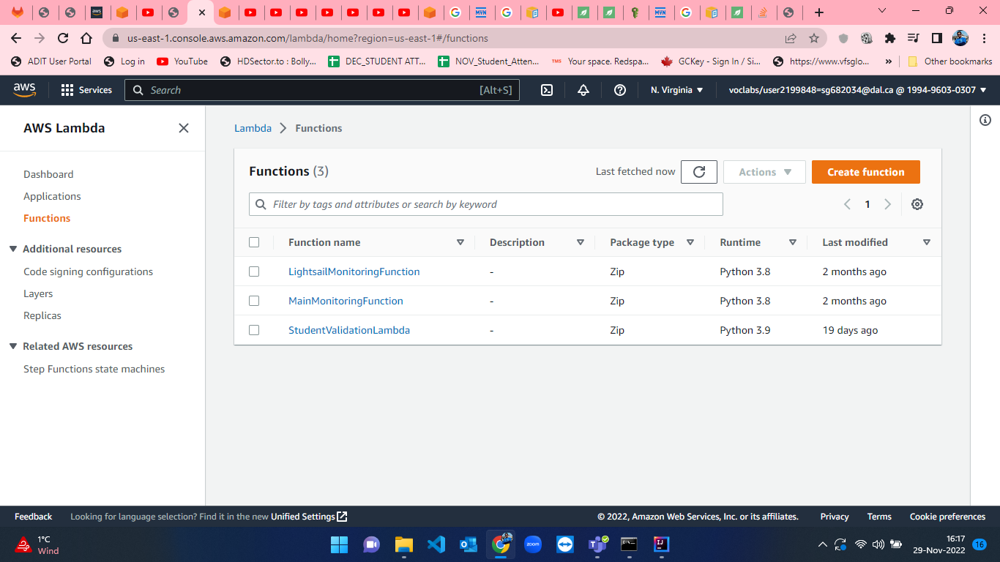 us-east-1.console.aws.amazon.com/lambda/home?region=us-east-1#/functions
ADIT User Portal
Log in
YouTube
HDSector.to : Bolly...
DEC_STUDENT ATT...
NOV_Student_Atten...
TMS
Your space. Redspa...
GCKey - Sign In / Si...
https://www.vfsglo...
»
Other bookmarks
aws
Services
Search
[Alt+S]
N. Virginia
voclabs/user2199848=sg682034@dal.ca @ 1994-9603-0307
AWS Lambda
Dashboard
Applications
Functions
Additional resources
Code signing configurations
Layers
Replicas
Related AWS resources
Step Functions state machines
Lambda > Functions
Functions (3)
Last fetched now
Actions
Create function
Filter by tags and attributes or search by keyword
1
Function name Description Package type Runtime Last modified
LightsailMonitoringFunction - Zip Python 3.8 2 months ago
MainMonitoringFunction - Zip Python 3.8 2 months ago
StudentValidationLambda - Zip Python 3.9 19 days ago
Feedback
Looking for language selection? Find it in the new Unified Settings
© 2022, Amazon Web Services, Inc. or its affiliates.
Privacy
Terms
Cookie preferences
1°C
Wind
zoom
16:17
29-Nov-2022
16